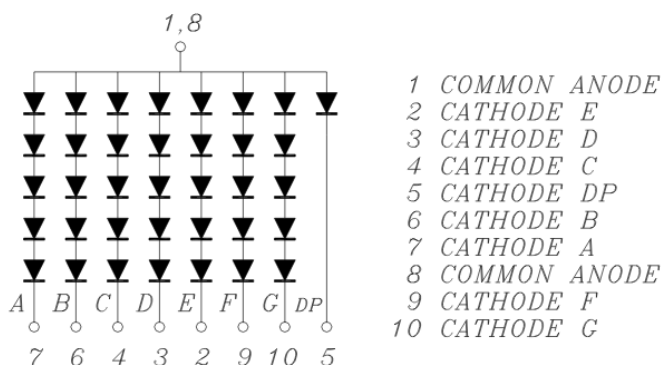 1,8
A B C D E F G DP
7 6 4 3 2 9 10 5
1 COMMON ANODE
2 CATHODE E
3 CATHODE D
4 CATHODE C
5 CATHODE DP
6 CATHODE B
7 CATHODE A
8 COMMON ANODE
9 CATHODE F
10 CATHODE G